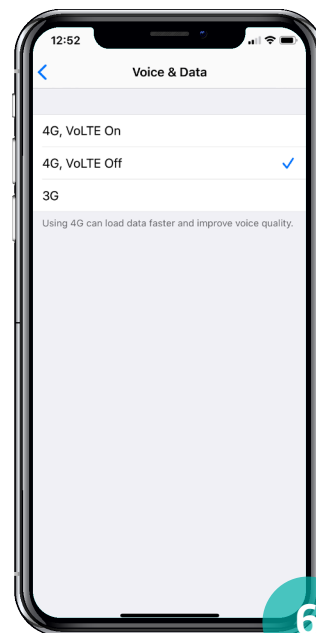 12:52
Voice & Data
4G, VoLTE On
4G, VoLTE Off
3G
Using 4G can load data faster and improve voice quality.
6